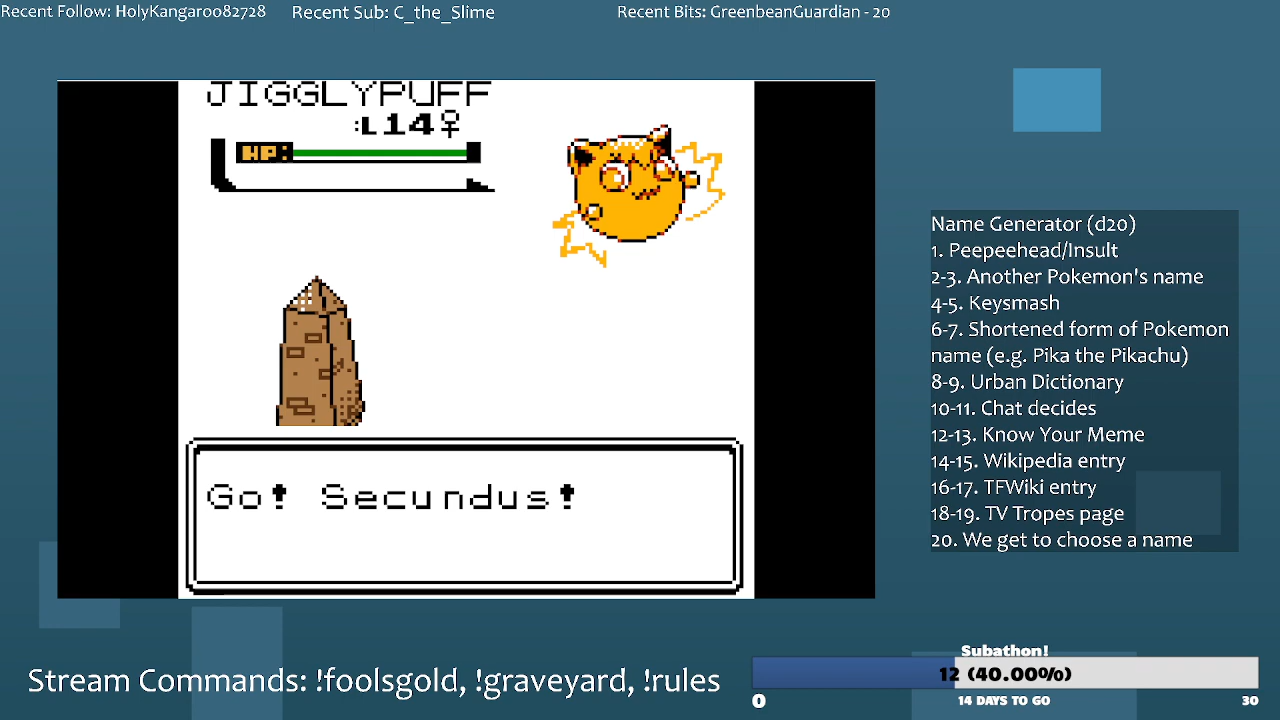 Recent Follow: HolyKangaroo82728 Recent Sub: C_the_Slime Recent Bits: GreenbeanGuardian - 20
JIGGLYPUFF
:L14♀
HP:
Go! Secundus!
Name Generator (d20)
1. Peepeehead/Insult
2-3. Another Pokemon's name
4-5. Keysmash
6-7. Shortened form of Pokemon
name (e.g. Pika the Pikachu)
8-9. Urban Dictionary
10-11. Chat decides
12-13. Know Your Meme
14-15. Wikipedia entry
16-17. TFWiki entry
18-19. TV Tropes page
20. We get to choose a name
Stream Commands: !foolsgold, !graveyard, !rules
Subathon!
12 (40.00%)
0 14 DAYS TO GO 30